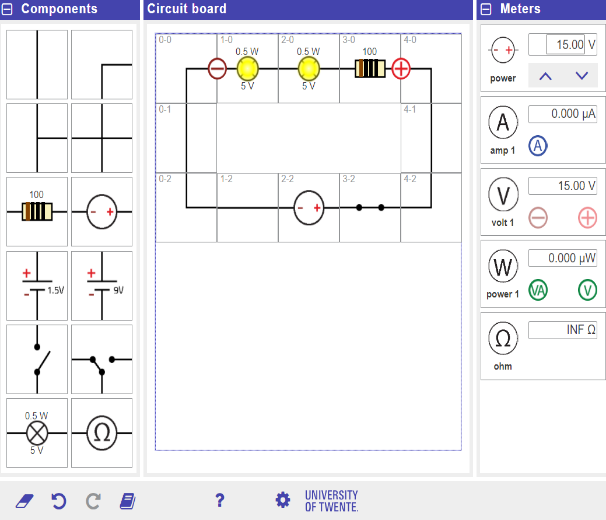 Components
Circuit board
Meters
100
- +
+
-
1.5V
+
-
9V
0.5 W
5 V
Ω
0-0
1-0
2-0
3-0
4-0
0.5 W
0.5 W
100
5 V
5 V
0-1
4-1
0-2
1-2
2-2
3-2
4-2
- +
- +
15.00 V
power
A
0.000 µA
amp 1
A
V
15.00 V
volt 1
W
0.000 µW
power 1
VA
V
Ω
INF Ω
ohm
?
UNIVERSITY
OF TWENTE.